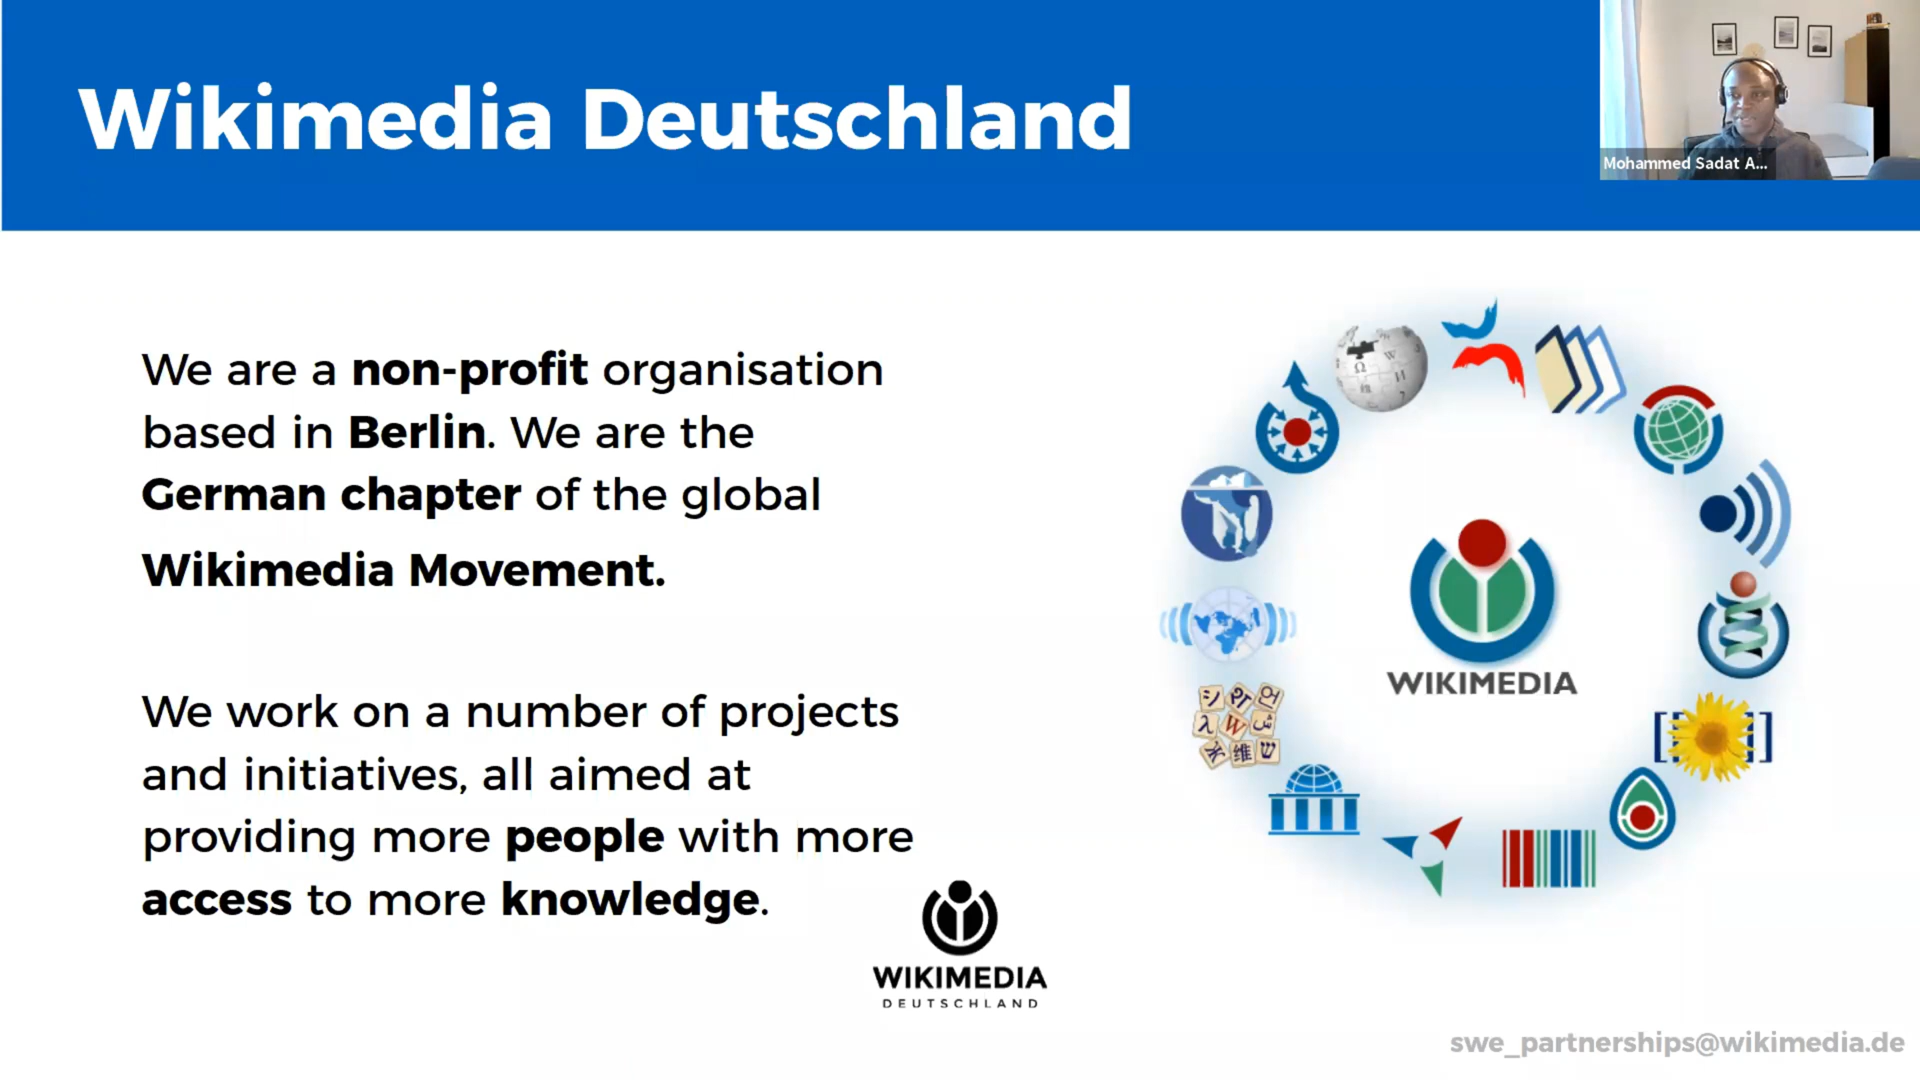 Wikimedia Deutschland
Mohammed Sadat A...
We are a non-profit organisation
based in Berlin. We are the
German chapter of the global
Wikimedia Movement.
We work on a number of projects
and initiatives, all aimed at
providing more people with more
access to more knowledge.
WIKIMEDIA
WIKIMEDIA
DEUTSCHLAND
swe_partnerships@wikimedia.de